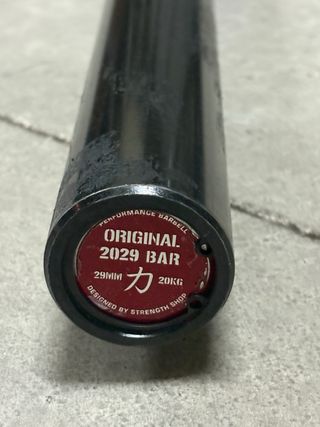 PERFORMANCE BARBELL
ORIGINAL
2029 BAR
29MM 力 20KG
DESIGNED BY STRENGTH SHOP